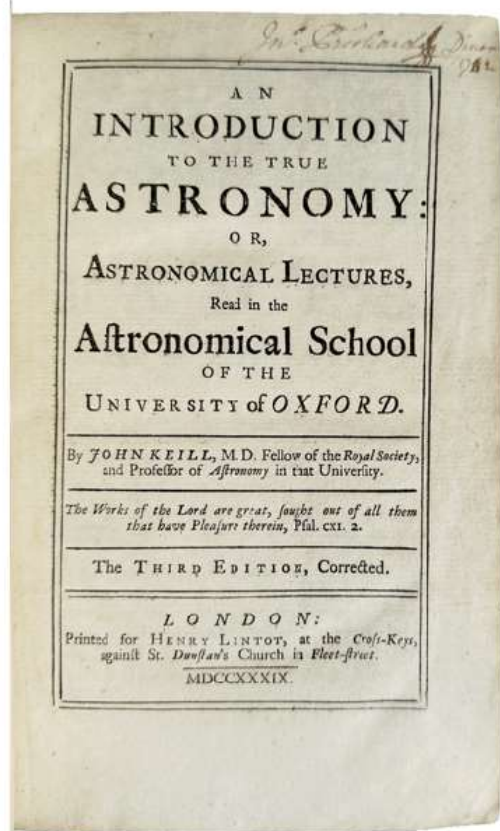 AN
INTRODUCTION
TO THE TRUE
ASTRONOMY:
OR,
ASTRONOMICAL LECTURES,
Read in the
Aſtronomical School
OF THE
UNIVERSITY of OXFORD.
By JOHN KEILL, M.D. Fellow of the Royal Society,
and Profeſſor of Aſtronomy in that Univerſity.
The Works of the Lord are great, ſought out of all them
that have Pleaſure therein, Pſal. CXI. 2.
The THIRD EDITION, Corrected.
LONDON:
Printed for HENRY LINTOT, at the Croſs-Keys,
againſt St. Dunſtan's Church in Fleet-ſtreet.
MDCCXXXIX.